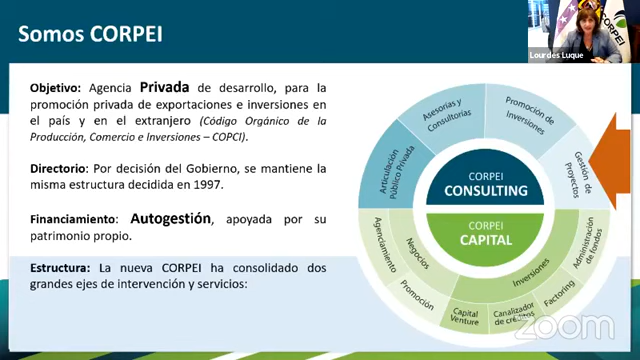 Somos CORPEI
Objetivo: Agencia Privada de desarrollo, para la
promoción privada de exportaciones e inversiones en
el país y en el extranjero (Código Orgánico de la
Producción, Comercio e Inversiones – COPCI).
Directorio: Por decisión del Gobierno, se mantiene la
misma estructura decidida en 1997.
Financiamiento: Autogestión, apoyada por su
patrimonio propio.
Estructura: La nueva CORPEI ha consolidado dos
grandes ejes de intervención y servicios:
Articulación
Público Privada
Asesorías y
Consultorías
Promoción de
Inversiones
Gestión de
Proyectos
CORPEI
CONSULTING
CORPEI
CAPITAL
Agenciamiento
Negocios
Promoción
Inversiones
Capital
Venture
Canalizador
de créditos
Factoring
Administración
de fondos
CORPEI
Lourdes Luque
zoom